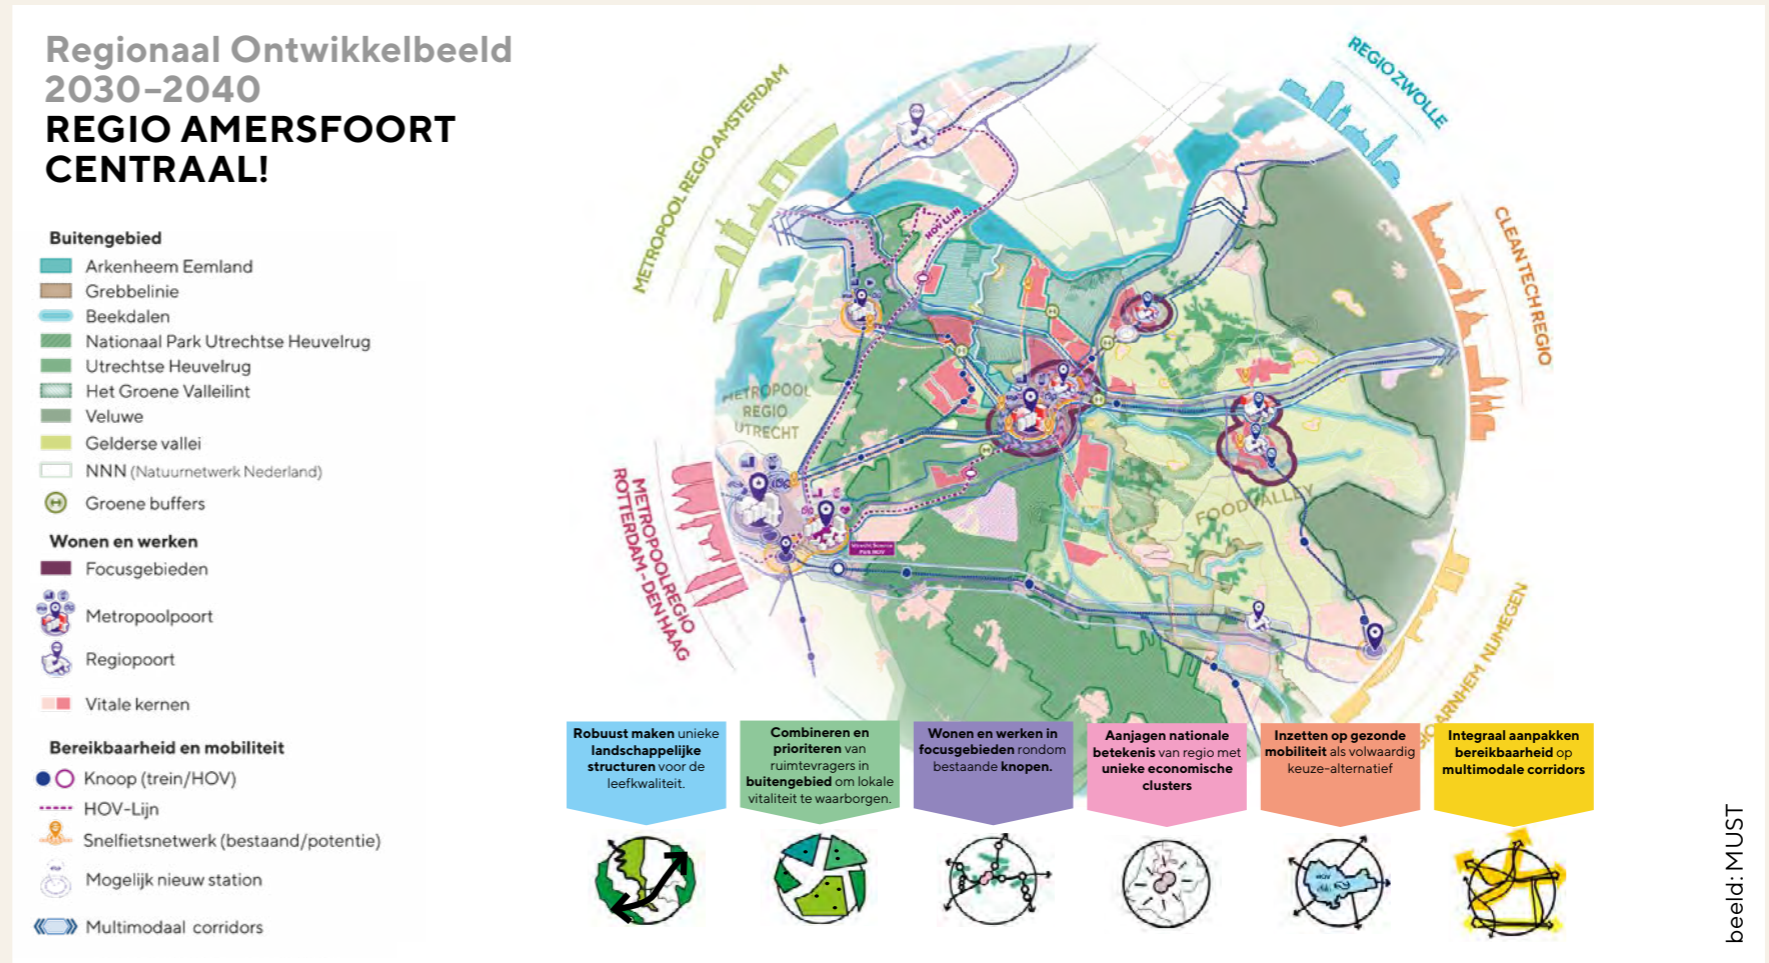 Regionaal Ontwikkelbeeld
2030–2040
REGIO AMERSFOORT
CENTRAAL!
Buitengebied
Arkenheem Eemland
Grebbelinie
Beekdalen
Nationaal Park Utrechtse Heuvelrug
Utrechtse Heuvelrug
Het Groene Valleilint
Veluwe
Gelderse vallei
NNN (Natuurnetwerk Nederland)
Groene buffers
Wonen en werken
Focusgebieden
Metropoolpoort
Regiopoort
Vitale kernen
Bereikbaarheid en mobiliteit
Knoop (trein/HOV)
HOV-Lijn
Snelfietsnetwerk (bestaand/potentie)
Mogelijk nieuw station
Multimodaal corridors
METROPOOL REGIO AMSTERDAM
REGIO ZWOLLE
CLEANTECH REGIO
HOV LIJN
METROPOOL
REGIO
UTRECHT
METROPOOLREGIO
ROTTERDAM - DEN HAAG
FOODVALLEY
ARNHEM NIJMEGEN
Robuust maken unieke
landschappelijke
structuren voor de
leefkwaliteit.
Combineren en
prioriteren van
ruimtevragers in
buitengebied om lokale
vitaliteit te waarborgen.
Wonen en werken in
focusgebieden rondom
bestaande knopen.
Aanjagen nationale
betekenis van regio met
unieke economische
clusters
Inzetten op gezonde
mobiliteit als volwaardig
keuze-alternatief
Integraal aanpakken
bereikbaarheid op
multimodale corridors
beeld: MUST